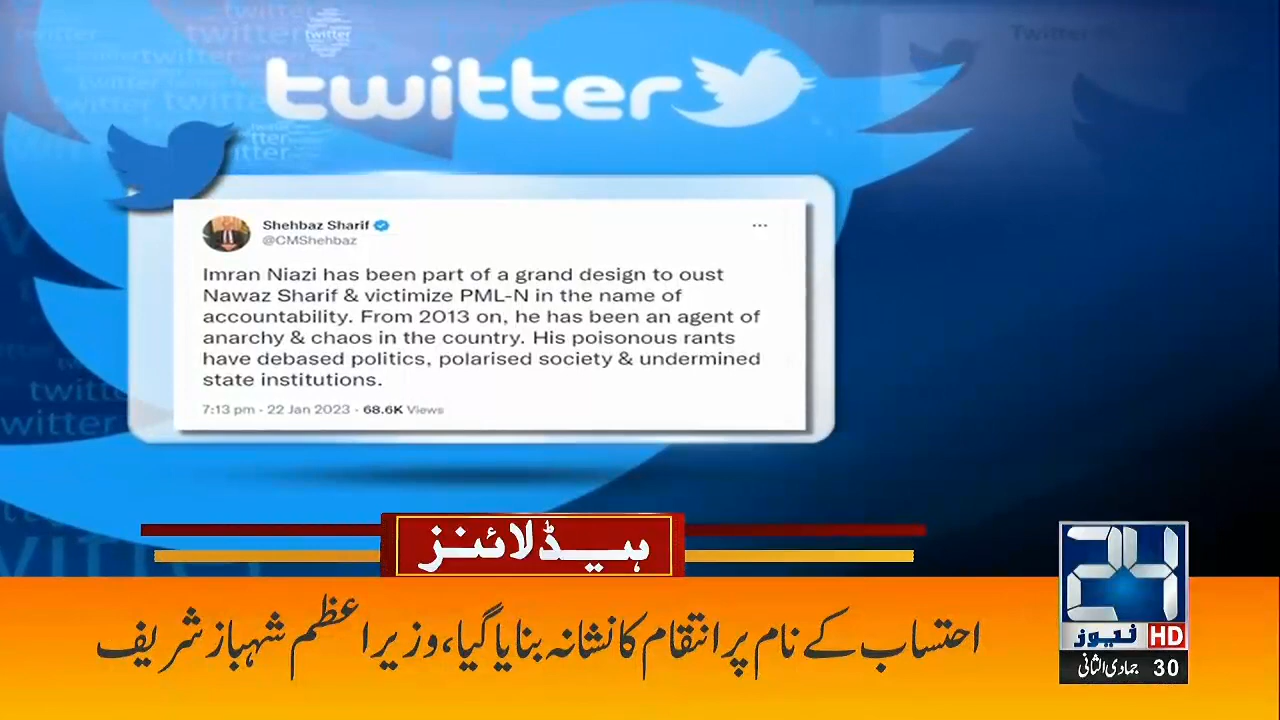 twitter
Shehbaz Sharif
@CMShehbaz
Imran Niazi has been part of a grand design to oust
Nawaz Sharif & victimize PML-N in the name of
accountability. From 2013 on, he has been an agent of
anarchy & chaos in the country. His poisonous rants
have debased politics, polarised society & undermined
state institutions.
7:13 pm · 22 Jan 2023 · 68.6K Views
ہیڈلائنز
احتساب کے نام پر انتقام کا نشانہ بنایا گیا، وزیراعظم شہباز شریف
24
نیوز HD
30 جمادی الثانی